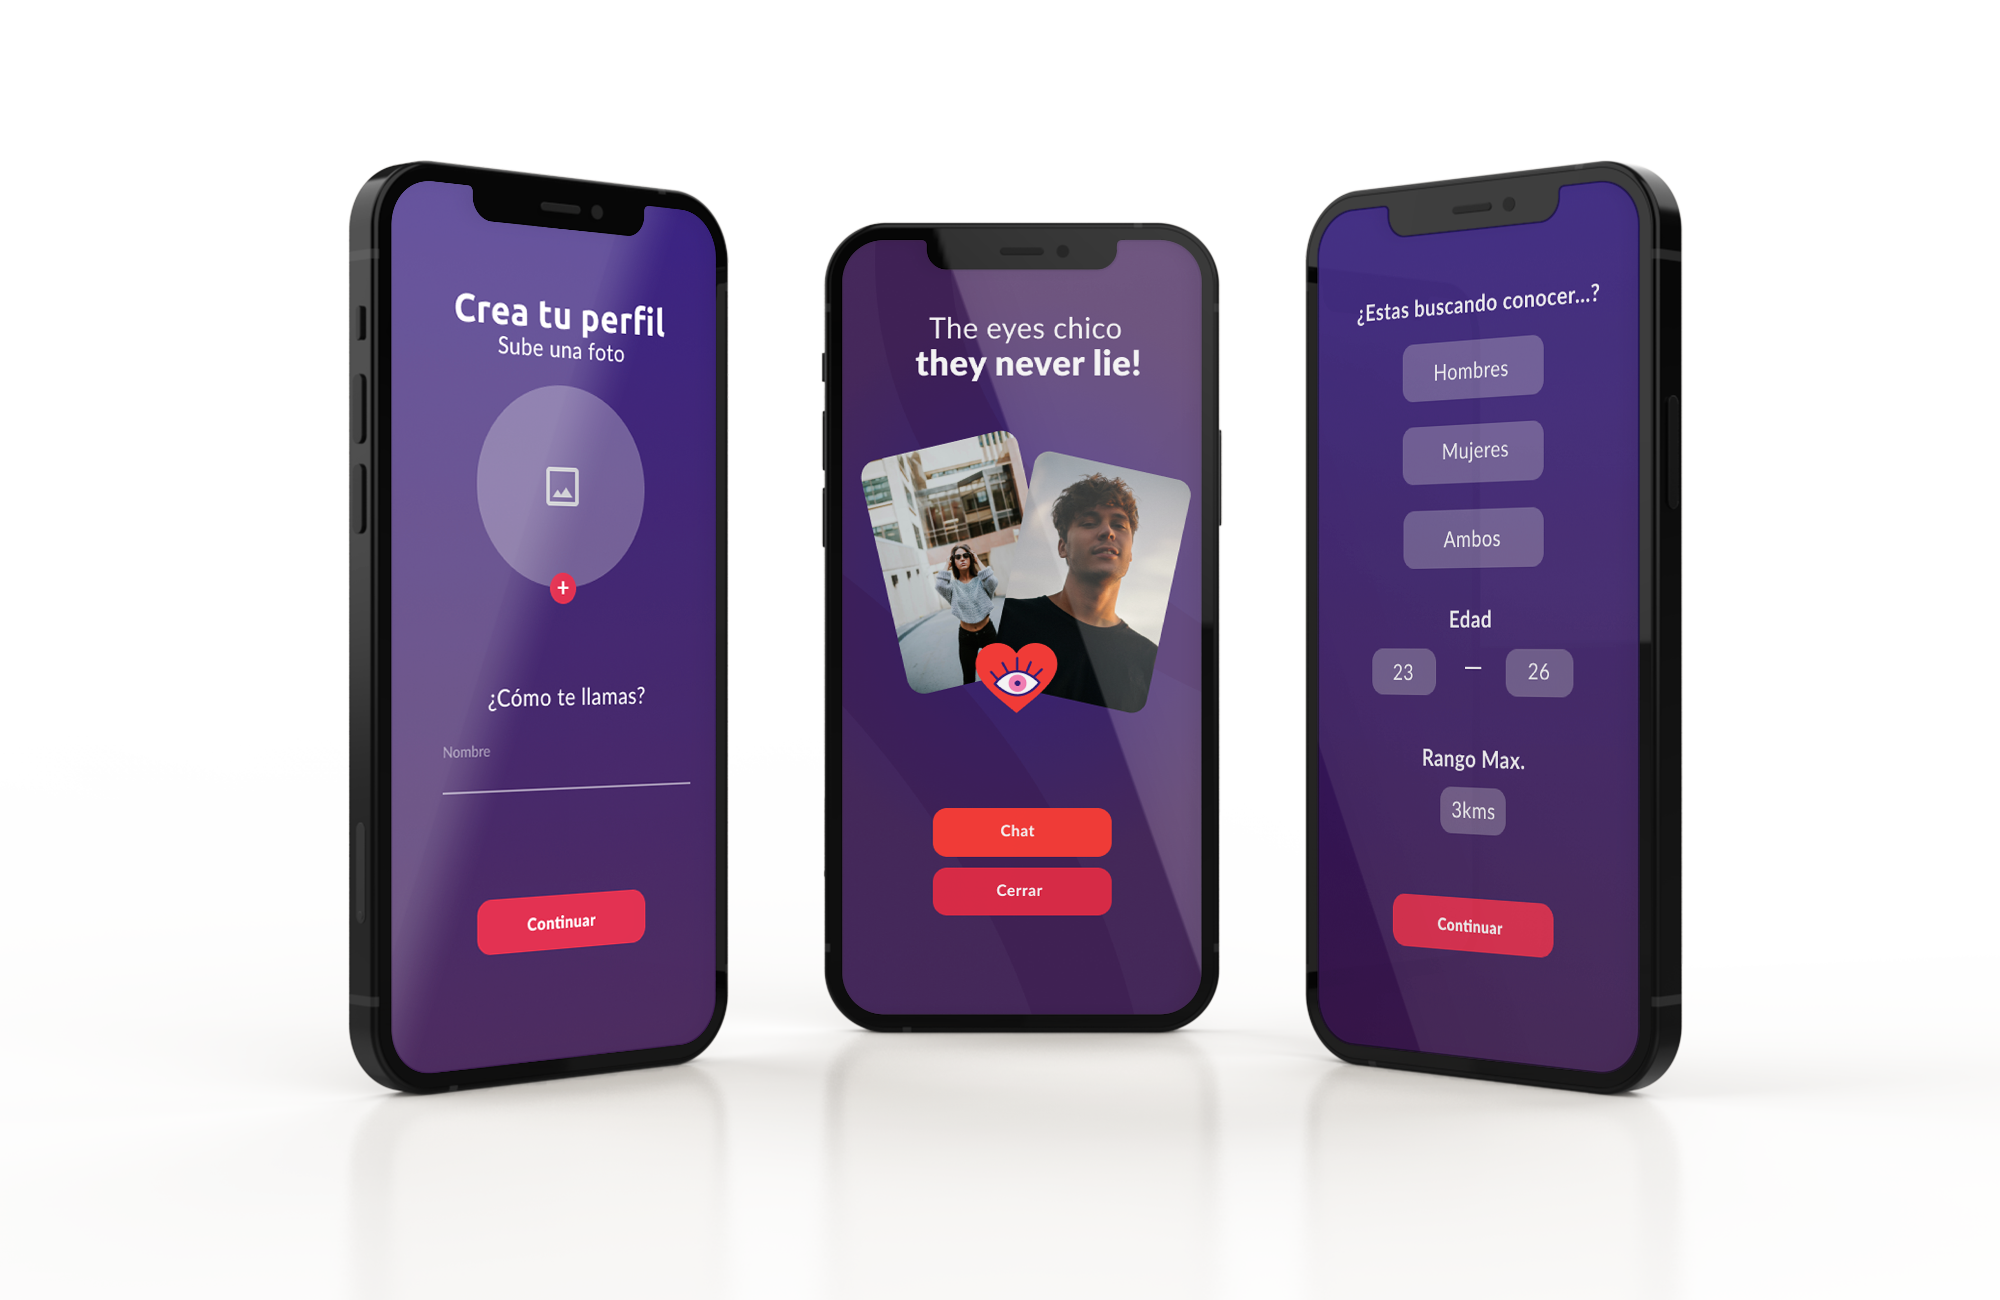 Crea tu perfil
Sube una foto
+
¿Cómo te llamas?
Nombre
Continuar
The eyes chico
they never lie!
Chat
Cerrar
¿Estas buscando conocer...?
Hombres
Mujeres
Ambos
Edad
23 — 26
Rango Max.
3kms
Continuar